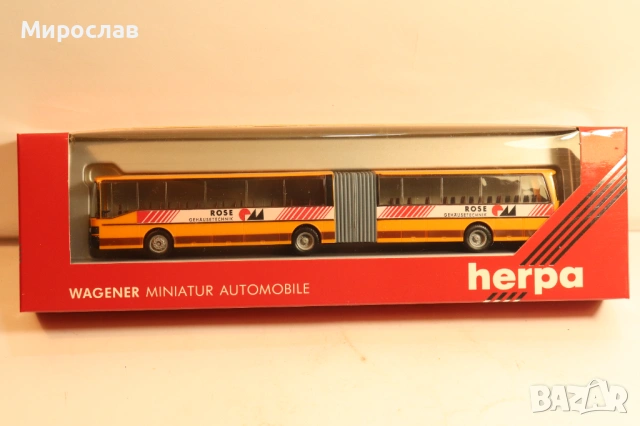 Мирослав
ROSE
GEHÄUSETECHNIK
ROSE
GEHÄUSETECHNIK
herpa
WAGENER MINIATUR AUTOMOBILE
BAZAR